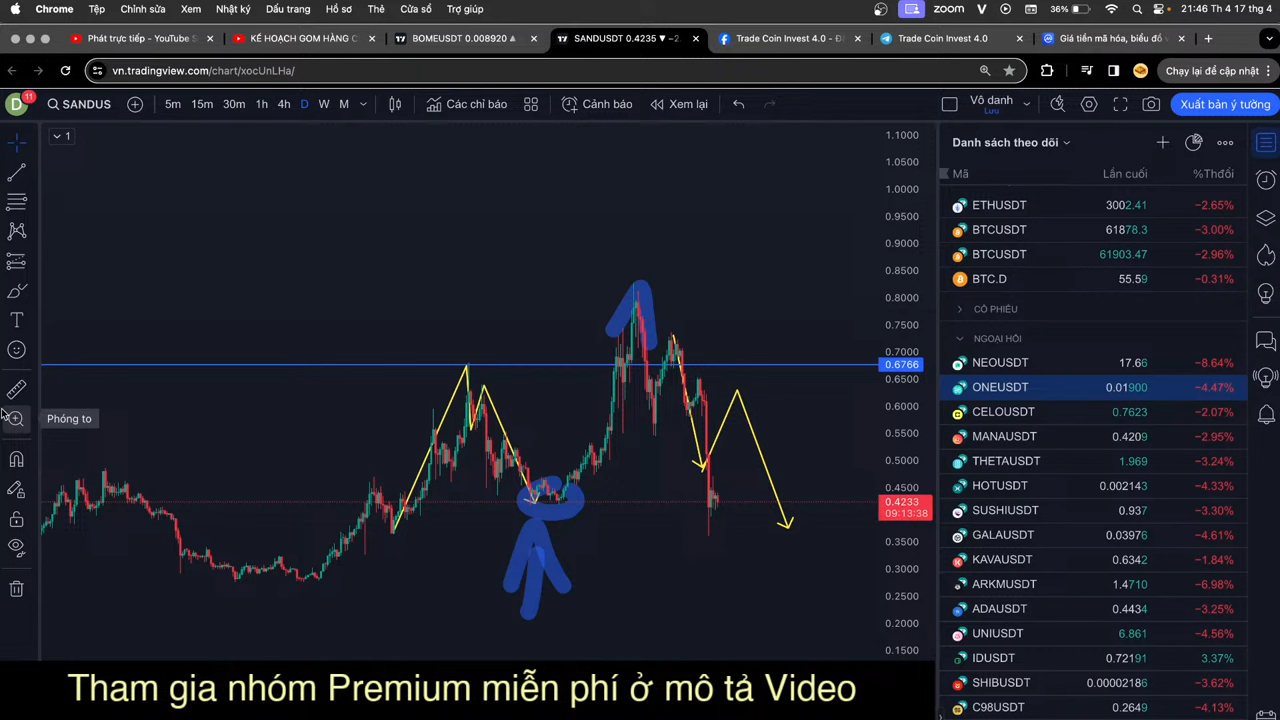 Chrome Tệp Chỉnh sửa Xem Nhật ký Dấu trang Hồ sơ Thẻ Cửa sổ Trợ giúp zoom V 36% 21:46 Th 4 17 thg 4
Phát trực tiếp - YouTube S KẾ HOẠCH GOM HÀNG C BOMEUSDT 0.008920 ▲ SANDUSDT 0.4235 ▼ −2. Trade Coin Invest 4.0 - Đ Trade Coin Invest 4.0 Giá tiền mã hóa, biểu đồ v
vn.tradingview.com/chart/xocUnLHa/ Chạy lại để cập nhật
D 11 SANDUS 5m 15m 30m 1h 4h D W M Các chỉ báo Cảnh báo Xem lại Vô danh Xuất bản ý tưởng
Lưu
1
1.1000
1.0500
1.0000
0.9500
0.9000
0.8500
0.8000
0.7500
0.7000
0.6766
0.6500
0.6000
0.5500
0.5000
0.4500
0.4233
09:13:38
0.3500
0.3000
0.2500
0.2000
0.1500
Phóng to
Danh sách theo dõi
Mã Lần cuối %Thđổi
ETHUSDT 3002.41 −2.65%
BTCUSDT 61878.3 −3.00%
BTCUSDT 61903.47 −2.96%
BTC.D 55.59 −0.31%
CỔ PHIẾU
NGOẠI HỐI
NEOUSDT 17.66 −8.64%
ONEUSDT 0.01900 −4.47%
CELOUSDT 0.7623 −2.07%
MANAUSDT 0.4209 −2.95%
THETAUSDT 1.969 −3.24%
HOTUSDT 0.002143 −4.33%
SUSHIUSDT 0.937 −3.30%
GALAUSDT 0.03976 −4.61%
KAVAUSDT 0.6342 −1.84%
ARKMUSDT 1.4710 −6.98%
ADAUSDT 0.4434 −3.25%
UNIUSDT 6.861 −4.56%
IDUSDT 0.72191 3.37%
SHIBUSDT 0.00002186 −3.62%
C98USDT 0.2649 −4.13%
Tham gia nhóm Premium miễn phí ở mô tả Video